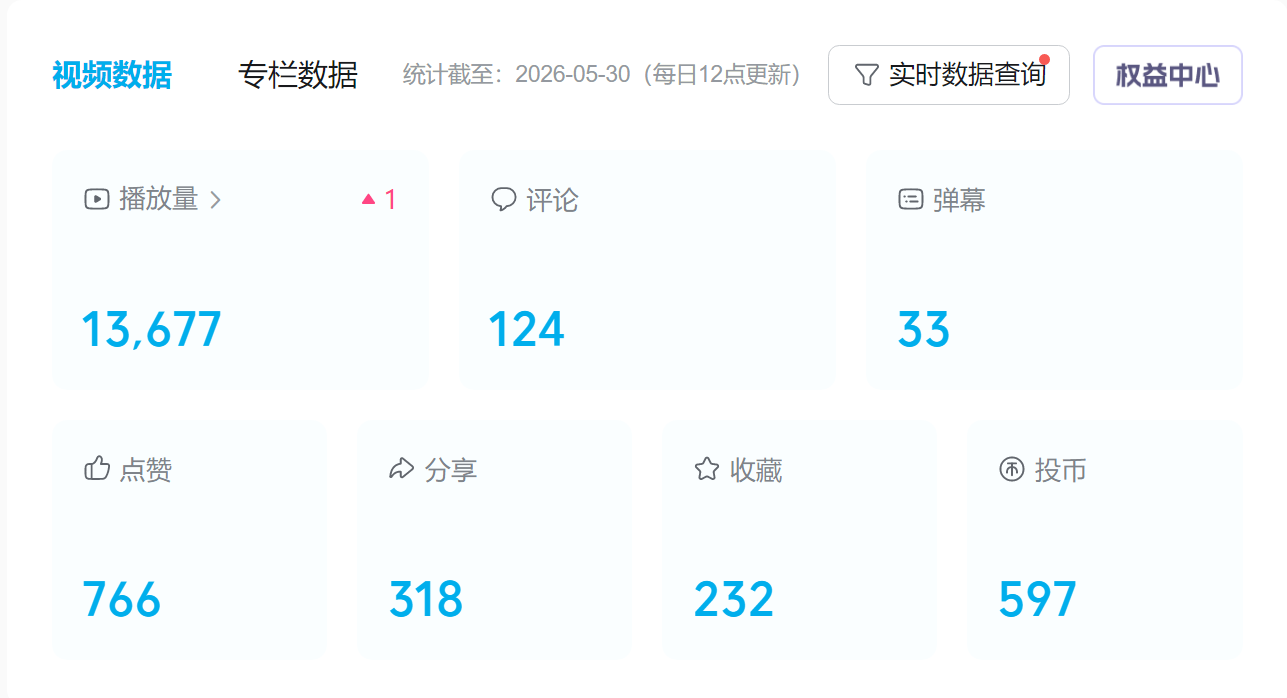 视频数据 专栏数据 统计截至：2026-05-30（每日12点更新） 实时数据查询 权益中心
播放量 1 评论 弹幕
13,677 124 33
点赞 分享 收藏 投币
766 318 232 597